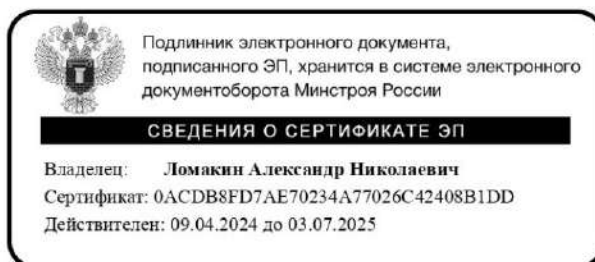 Подлинник электронного документа,
подписанного ЭП, хранится в системе электронного
документоборота Минстроя России
СВЕДЕНИЯ О СЕРТИФИКАТЕ ЭП
Владелец: Ломакин Александр Николаевич
Сертификат: 0ACDB8FD7AE70234A77026C42408B1DD
Действителен: 09.04.2024 до 03.07.2025